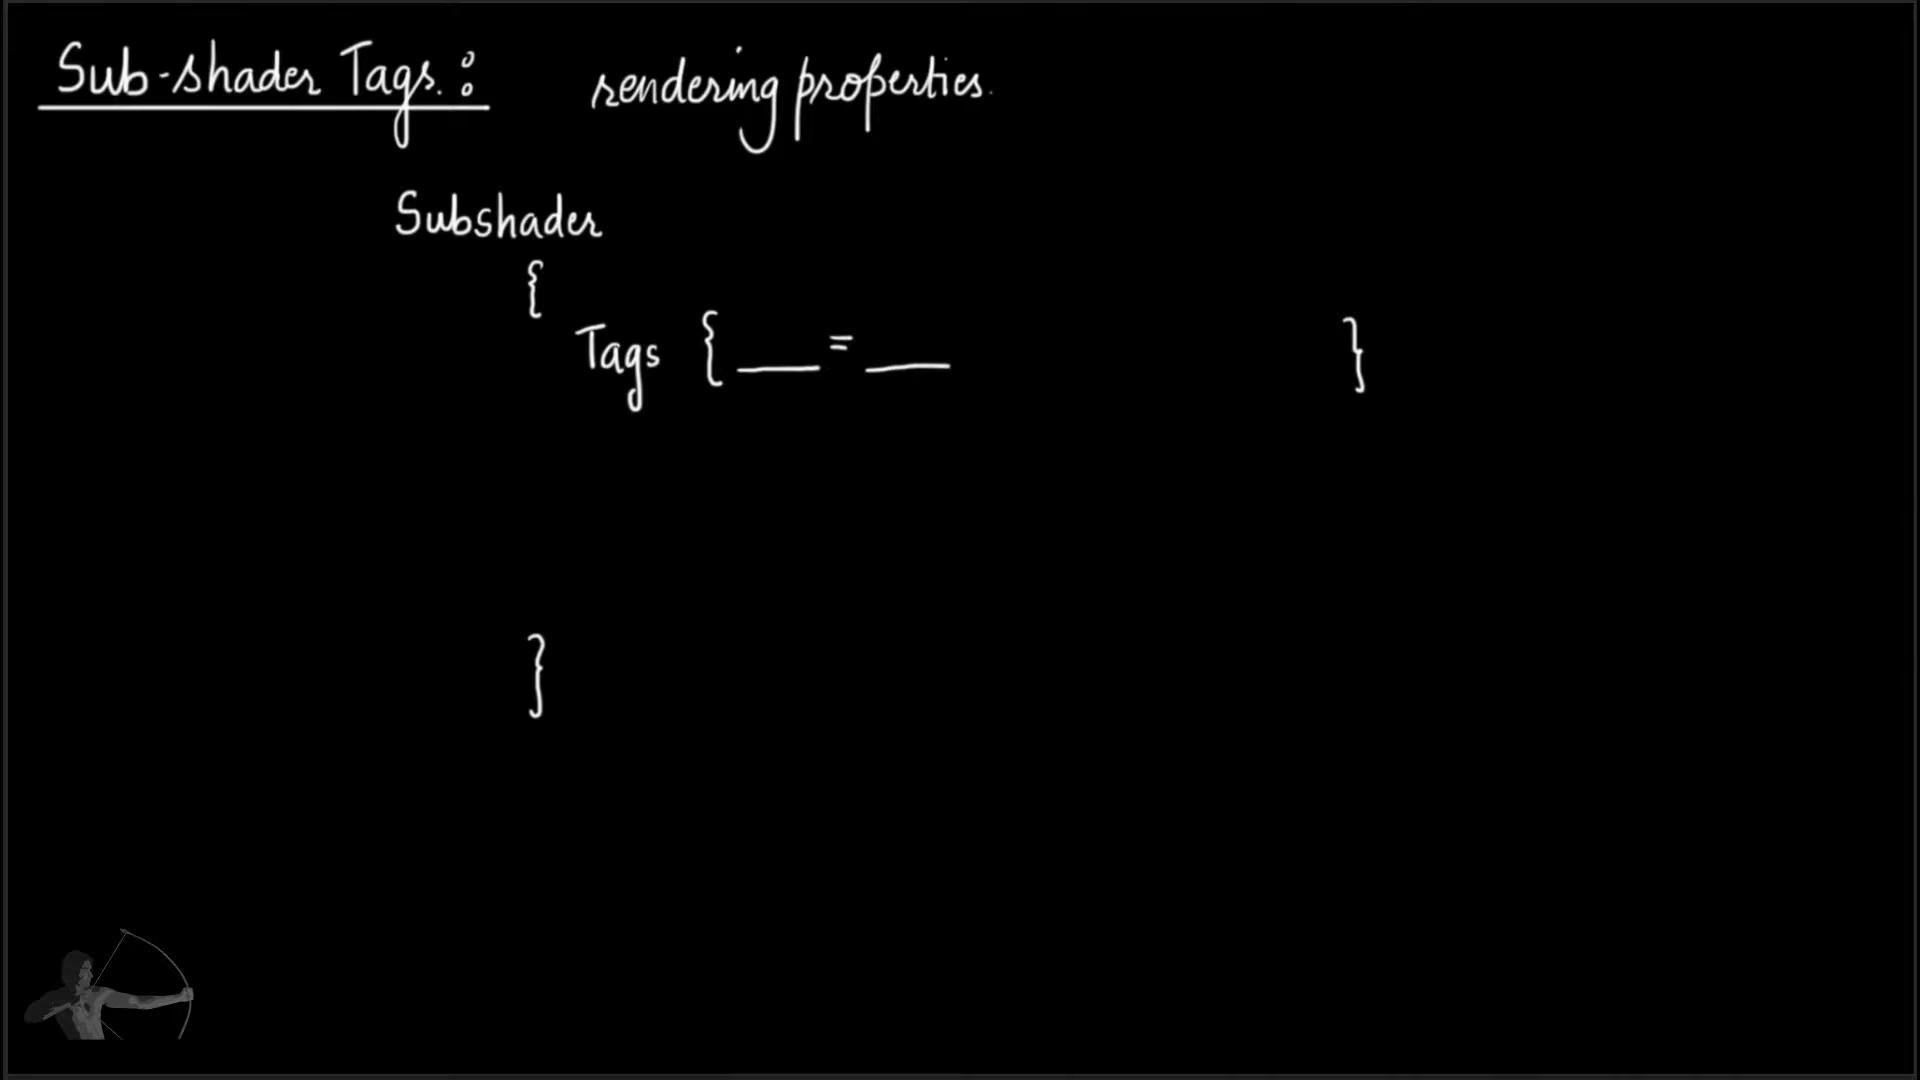 Sub-shader Tags. : rendering properties.
Subshader
{
Tags { ___ = ___ }
}